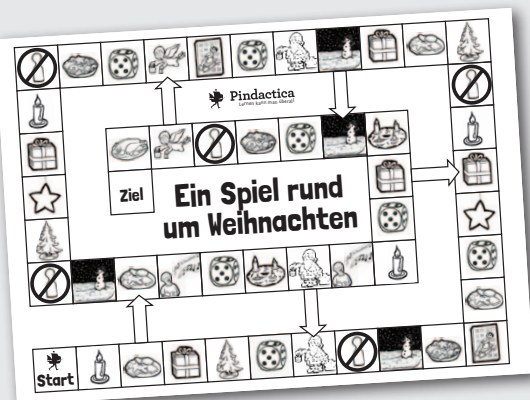 Pindactica
Lernen kann man überall!
Ziel
Ein Spiel rund
um Weihnachten
Start